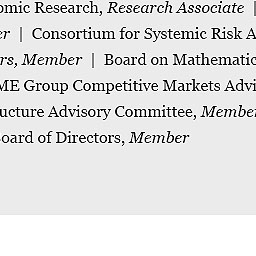 omic Research, Research Associate |
er | Consortium for Systemic Risk A
rs, Member | Board on Mathematic
ME Group Competitive Markets Advi
ucture Advisory Committee, Membe
oard of Directors, Member